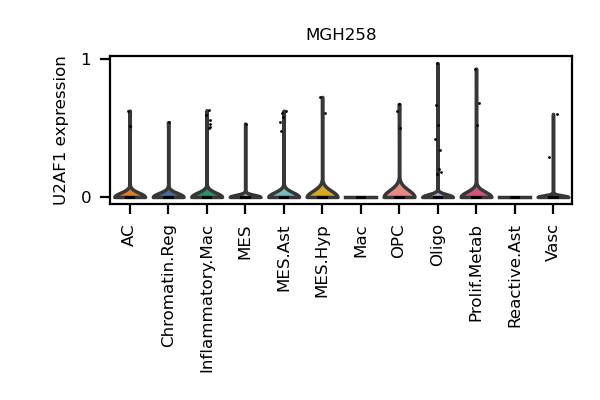 MGH258
U2AF1 expression
1
0
AC
Chromatin.Reg
Inflammatory.Mac
MES
MES.Ast
MES.Hyp
Mac
OPC
Oligo
Prolif.Metab
Reactive.Ast
Vasc